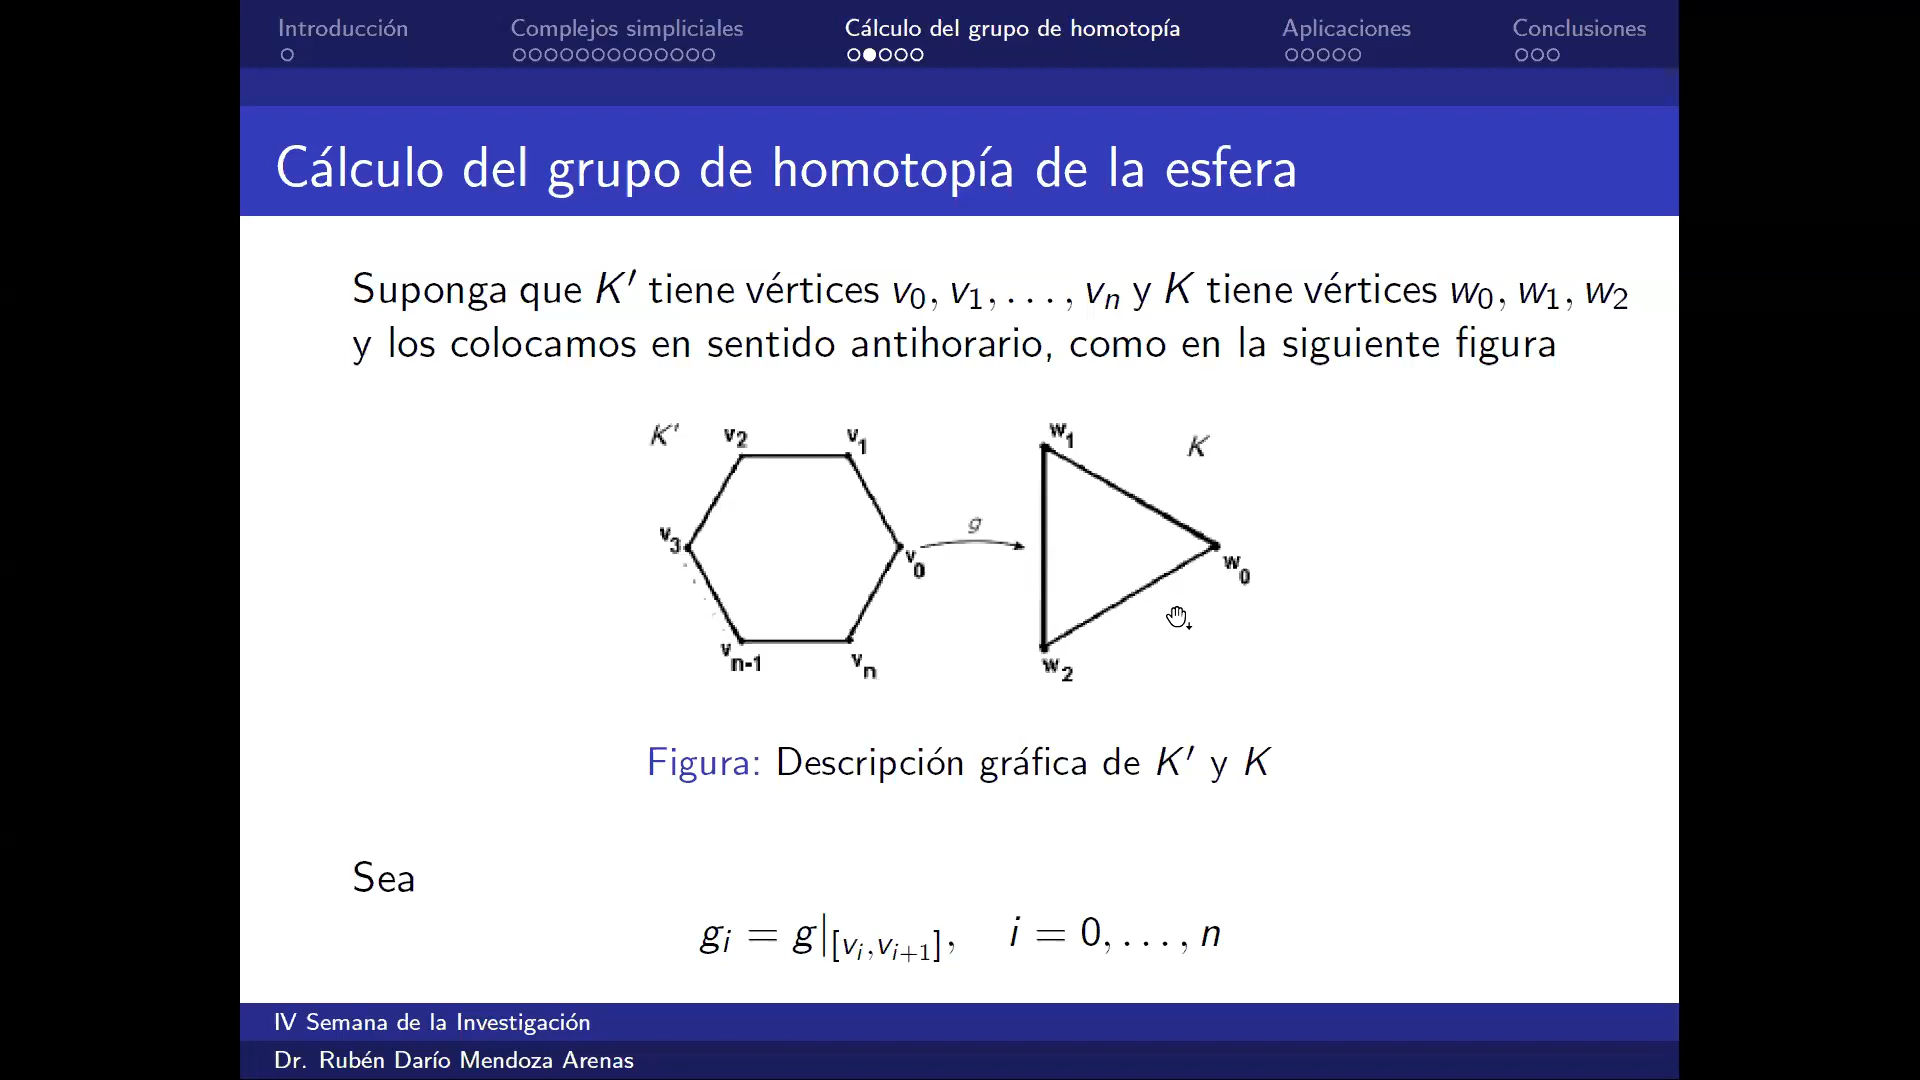 Introducción
Complejos simpliciales
Cálculo del grupo de homotopía
Aplicaciones
Conclusiones
Cálculo del grupo de homotopía de la esfera
Suponga que K′ tiene vértices v₀, v₁, . . . , vₙ y K tiene vértices w₀, w₁, w₂
y los colocamos en sentido antihorario, como en la siguiente figura
K′
v₂
v₁
v₃
v₀
vₙ₋₁
vₙ
g
w₁
K
w₀
w₂
Figura: Descripción gráfica de K′ y K
Sea
gᵢ = g|[vᵢ,vᵢ₊₁], i = 0, . . . , n
IV Semana de la Investigación
Dr. Rubén Darío Mendoza Arenas